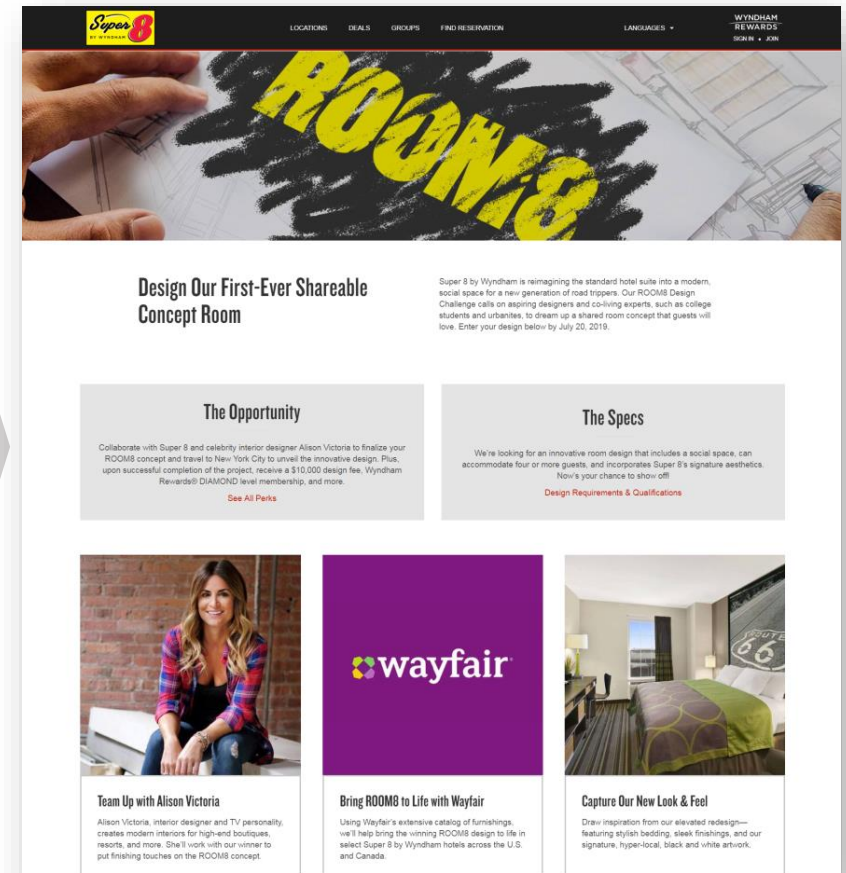 Super 8
BY WYNDHAM
LOCATIONS DEALS GROUPS FIND RESERVATION LANGUAGES
WYNDHAM
REWARDS
SIGN IN • JOIN
ROOM8
Design Our First-Ever Shareable
Concept Room
Super 8 by Wyndham is reimagining the standard hotel suite into a modern,
social space for a new generation of road trippers. Our ROOM8 Design
Challenge calls on aspiring designers and co-living experts, such as college
students and urbanites, to dream up a shared room concept that guests will
love. Enter your design below by July 20, 2019.
The Opportunity
Collaborate with Super 8 and celebrity interior designer Alison Victoria to finalize your
ROOM8 concept and travel to New York City to unveil the innovative design. Plus,
upon successful completion of the project, receive a $10,000 design fee, Wyndham
Rewards® DIAMOND level membership, and more.
See All Perks
The Specs
We're looking for an innovative room design that includes a social space, can
accommodate four or more guests, and incorporates Super 8's signature aesthetics.
Now's your chance to show off!
Design Requirements & Qualifications
Team Up with Alison Victoria
Alison Victoria, interior designer and TV personality,
creates modern interiors for high-end boutiques,
resorts, and more. She'll work with our winner to
put finishing touches on the ROOM8 concept.
wayfair
Bring ROOM8 to Life with Wayfair
Using Wayfair's extensive catalog of furnishings,
we'll help bring the winning ROOM8 design to life in
select Super 8 by Wyndham hotels across the U.S.
and Canada.
ROUTE
66
Capture Our New Look & Feel
Draw inspiration from our elevated redesign—
featuring stylish bedding, sleek finishings, and our
signature, hyper-local, black and white artwork.